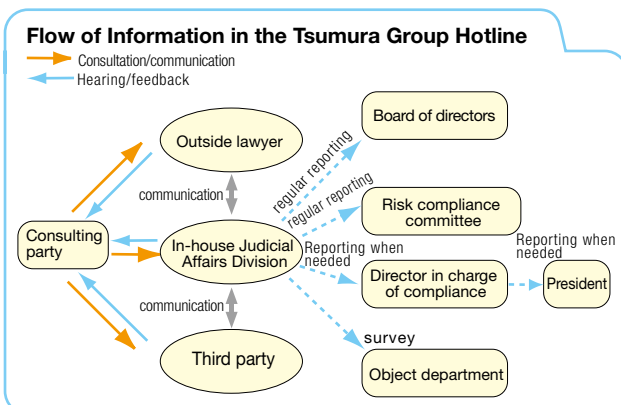 Flow of Information in the Tsumura Group Hotline
Consultation/communication
Hearing/feedback
Outside lawyer
Board of directors
regular reporting
communication
regular reporting
Risk compliance
committee
Consulting
party
In-house Judicial
Affairs Division
Reporting when
needed
Director in charge
of compliance
Reporting when
needed
President
communication
survey
Third party
Object department